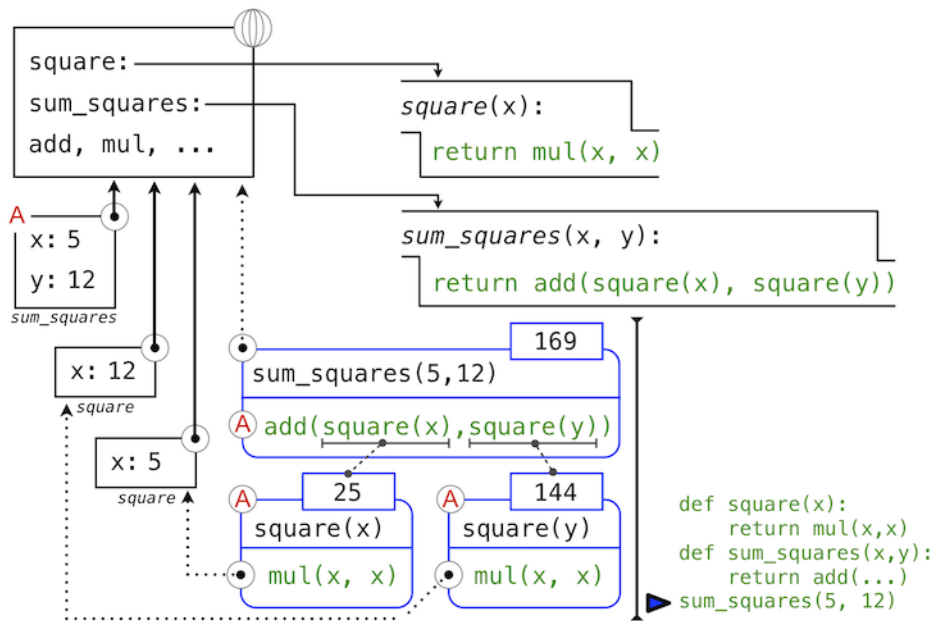 square:
sum_squares:
add, mul, ...
square(x):
return mul(x, x)
sum_squares(x, y):
return add(square(x), square(y))
A
x: 5
y: 12
sum_squares
x: 12
square
x: 5
square
169
sum_squares(5,12)
A
add(square(x),square(y))
A
25
square(x)
mul(x, x)
A
144
square(y)
mul(x, x)
def square(x):
    return mul(x,x)
def sum_squares(x,y):
    return add(...)
sum_squares(5, 12)